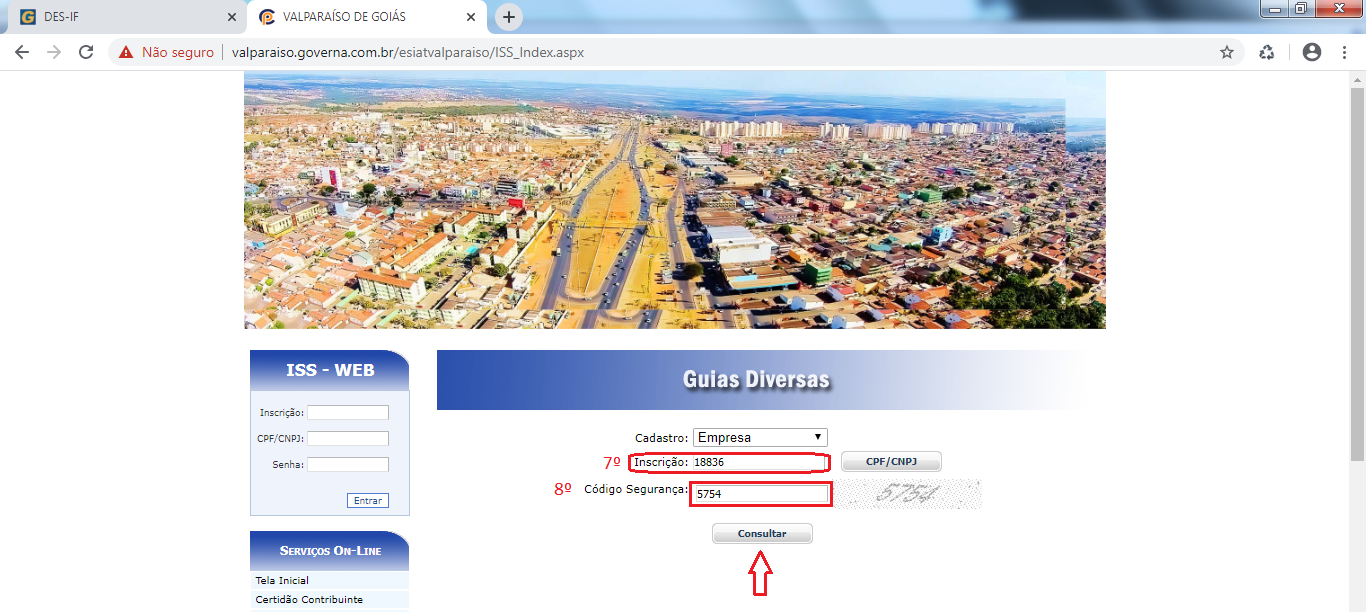 DES-IF
VALPARAÍSO DE GOIÁS
Não seguro
valparaiso.governa.com.br/esiatvalparaiso/ISS_Index.aspx
ISS - WEB
Inscrição:
CPF/CNPJ:
Senha:
Entrar
Serviços On-Line
Tela Inicial
Certidão Contribuinte
Guias Diversas
Cadastro: Empresa
7º Inscrição: 18836 CPF/CNPJ
8º Código Segurança: 5754 5754
Consultar